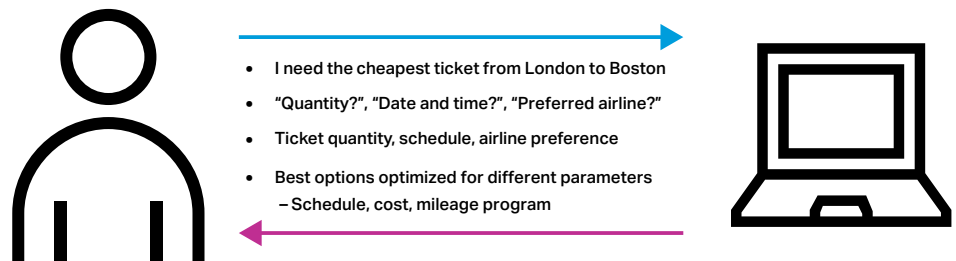 • I need the cheapest ticket from London to Boston
• “Quantity?”, “Date and time?”, “Preferred airline?”
• Ticket quantity, schedule, airline preference
• Best options optimized for different parameters
– Schedule, cost, mileage program